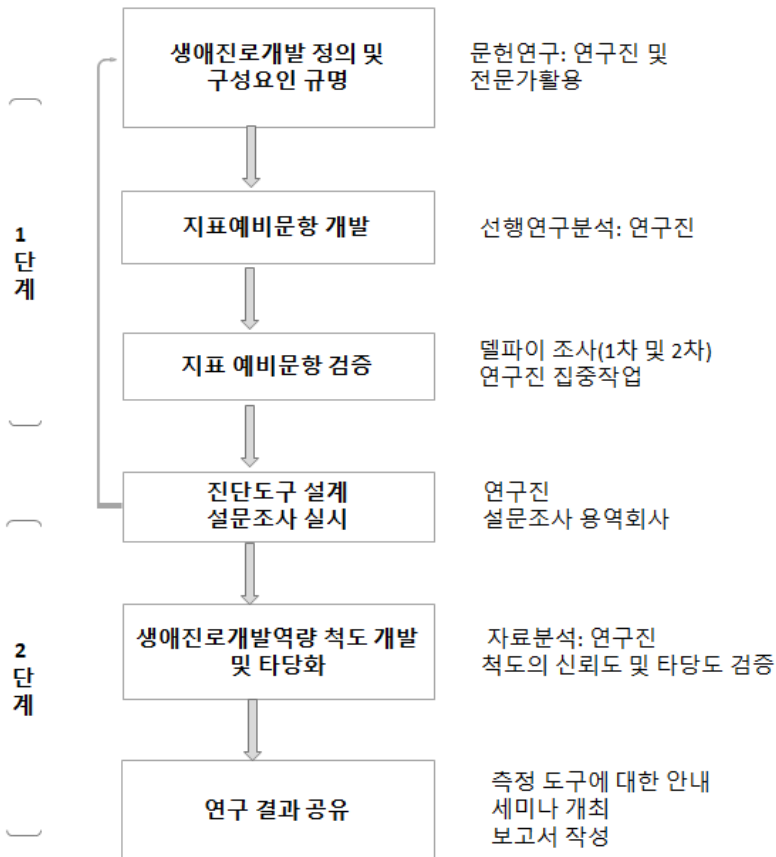 생애진로개발 정의 및
구성요인 규명
문헌연구: 연구진 및
전문가활용
1
단
계
지표예비문항 개발
선행연구분석: 연구진
지표 예비문항 검증
델파이 조사(1차 및 2차)
연구진 집중작업
진단도구 설계
설문조사 실시
연구진
설문조사 용역회사
2
단
계
생애진로개발역량 척도 개발
및 타당화
자료분석: 연구진
척도의 신뢰도 및 타당도 검증
연구 결과 공유
측정 도구에 대한 안내
세미나 개최
보고서 작성